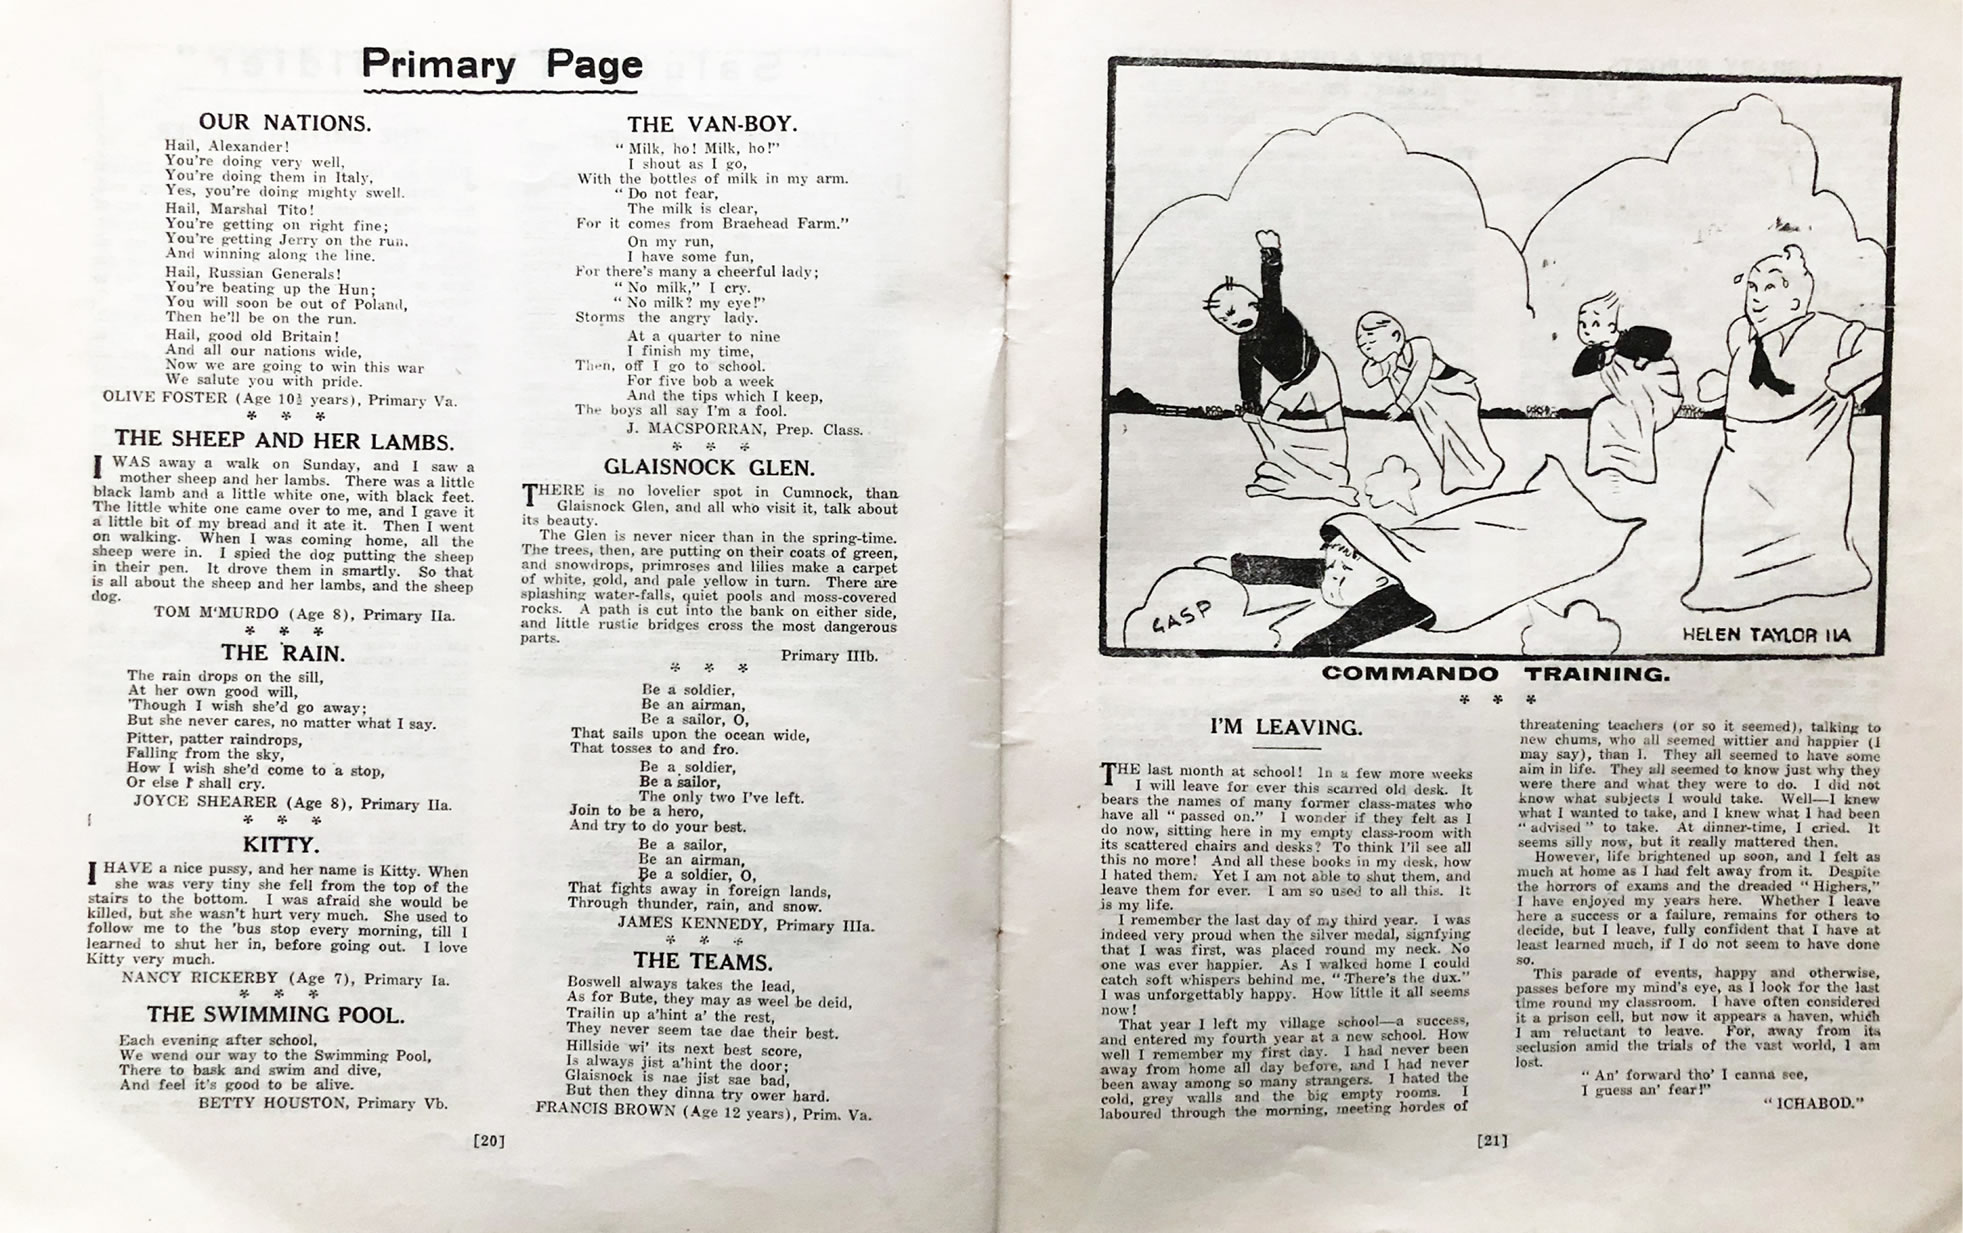 Primary Page
OUR NATIONS.
Hail, Alexander!
You're doing very well,
You're doing them in Italy,
Yes, you're doing mighty swell.
Hail, Marshal Tito!
You're getting on right fine;
You're getting Jerry on the run,
And winning along the line.
Hail, Russian Generals!
You're beating up the Hun;
You will soon be out of Poland,
Then he'll be on the run.
Hail, good old Britain!
And all our nations wide,
Now we are going to win this war
We salute you with pride.
OLIVE FOSTER (Age 10½ years), Primary Va.
* * *
THE SHEEP AND HER LAMBS.
I WAS away a walk on Sunday, and I saw a
mother sheep and her lambs. There was a little
black lamb and a little white one, with black feet.
The little white one came over to me, and I gave it
a little bit of my bread and it ate it. Then I went
on walking. When I was coming home, all the
sheep were in. I spied the dog putting the sheep
in their pen. It drove them in smartly. So that
is all about the sheep and her lambs, and the sheep
dog.
TOM M'MURDO (Age 8), Primary IIa.
* * *
THE RAIN.
The rain drops on the sill,
At her own good will,
'Though I wish she'd go away;
But she never cares, no matter what I say.
Pitter, patter raindrops,
Falling from the sky,
How I wish she'd come to a stop,
Or else I shall cry.
JOYCE SHEARER (Age 8), Primary IIa.
* * *
KITTY.
I HAVE a nice pussy, and her name is Kitty. When
she was very tiny she fell from the top of the
stairs to the bottom. I was afraid she would be
killed, but she wasn't hurt very much. She used to
follow me to the 'bus stop every morning, till I
learned to shut her in, before going out. I love
Kitty very much.
NANCY RICKERBY (Age 7), Primary Ia.
* * *
THE SWIMMING POOL.
Each evening after school,
We wend our way to the Swimming Pool,
There to bask and swim and dive,
And feel it's good to be alive.
BETTY HOUSTON, Primary Vb.
THE VAN-BOY.
" Milk, ho! Milk, ho!"
I shout as I go,
With the bottles of milk in my arm.
" Do not fear,
The milk is clear,
For it comes from Braehead Farm."
On my run,
I have some fun,
For there's many a cheerful lady;
" No milk," I cry.
" No milk? my eye!"
Storms the angry lady.
At a quarter to nine
I finish my time,
Then, off I go to school.
For five bob a week
And the tips which I keep,
The boys all say I'm a fool.
J. MACSPORRAN, Prep. Class.
* * *
GLAISNOCK GLEN.
THERE is no lovelier spot in Cumnock, than
Glaisnock Glen, and all who visit it, talk about
its beauty.
The Glen is never nicer than in the spring-time.
The trees, then, are putting on their coats of green,
and snowdrops, primroses and lilies make a carpet
of white, gold, and pale yellow in turn. There are
splashing water-falls, quiet pools and moss-covered
rocks. A path is cut into the bank on either side,
and little rustic bridges cross the most dangerous
parts.
Primary IIIb.
* * *
Be a soldier,
Be an airman,
Be a sailor, O,
That sails upon the ocean wide,
That tosses to and fro.
Be a soldier,
Be a sailor,
The only two I've left.
Join to be a hero,
And try to do your best.
Be a sailor,
Be an airman,
Be a soldier, O,
That fights away in foreign lands,
Through thunder, rain, and snow.
JAMES KENNEDY, Primary IIIa.
* * *
THE TEAMS.
Boswell always takes the lead,
As for Bute, they may as weel be deid,
Trailin up a'hint a' the rest,
They never seem tae dae their best.
Hillside wi' its next best score,
Is always jist a'hint the door;
Glaisnock is nae jist sae bad,
But then they dinna try ower hard.
FRANCIS BROWN (Age 12 years), Prim. Va.
[20]
GASP
HELEN TAYLOR IIA
COMMANDO TRAINING.
* * *
I'M LEAVING.
THE last month at school! In a few more weeks
I will leave for ever this scarred old desk. It
bears the names of many former class-mates who
have all " passed on." I wonder if they felt as I
do now, sitting here in my empty class-room with
its scattered chairs and desks? To think I'll see all
this no more! And all these books in my desk, how
I hated them. Yet I am not able to shut them, and
leave them for ever. I am so used to all this. It
is my life.
I remember the last day of my third year. I was
indeed very proud when the silver medal, signfying
that I was first, was placed round my neck. No
one was ever happier. As I walked home I could
catch soft whispers behind me, "There's the dux."
I was unforgettably happy. How little it all seems
now!
That year I left my village school—a success,
and entered my fourth year at a new school. How
well I remember my first day. I had never been
away from home all day before, and I had never
been away among so many strangers. I hated the
cold, grey walls and the big empty rooms. I
laboured through the morning, meeting hordes of
threatening teachers (or so it seemed), talking to
new chums, who all seemed wittier and happier (I
may say), than I. They all seemed to have some
aim in life. They all seemed to know just why they
were there and what they were to do. I did not
know what subjects I would take. Well—I knew
what I wanted to take, and I knew what I had been
" advised " to take. At dinner-time, I cried. It
seems silly now, but it really mattered then.
However, life brightened up soon, and I felt as
much at home as I had felt away from it. Despite
the horrors of exams and the dreaded " Highers,"
I have enjoyed my years here. Whether I leave
here a success or a failure, remains for others to
decide, but I leave, fully confident that I have at
least learned much, if I do not seem to have done
so.
This parade of events, happy and otherwise,
passes before my mind's eye, as I look for the last
time round my classroom. I have often considered
it a prison cell, but now it appears a haven, which
I am reluctant to leave. For, away from its
seclusion amid the trials of the vast world, I am
lost.
" An' forward tho' I canna see,
I guess an' fear!"
" ICHABOD."
[21]